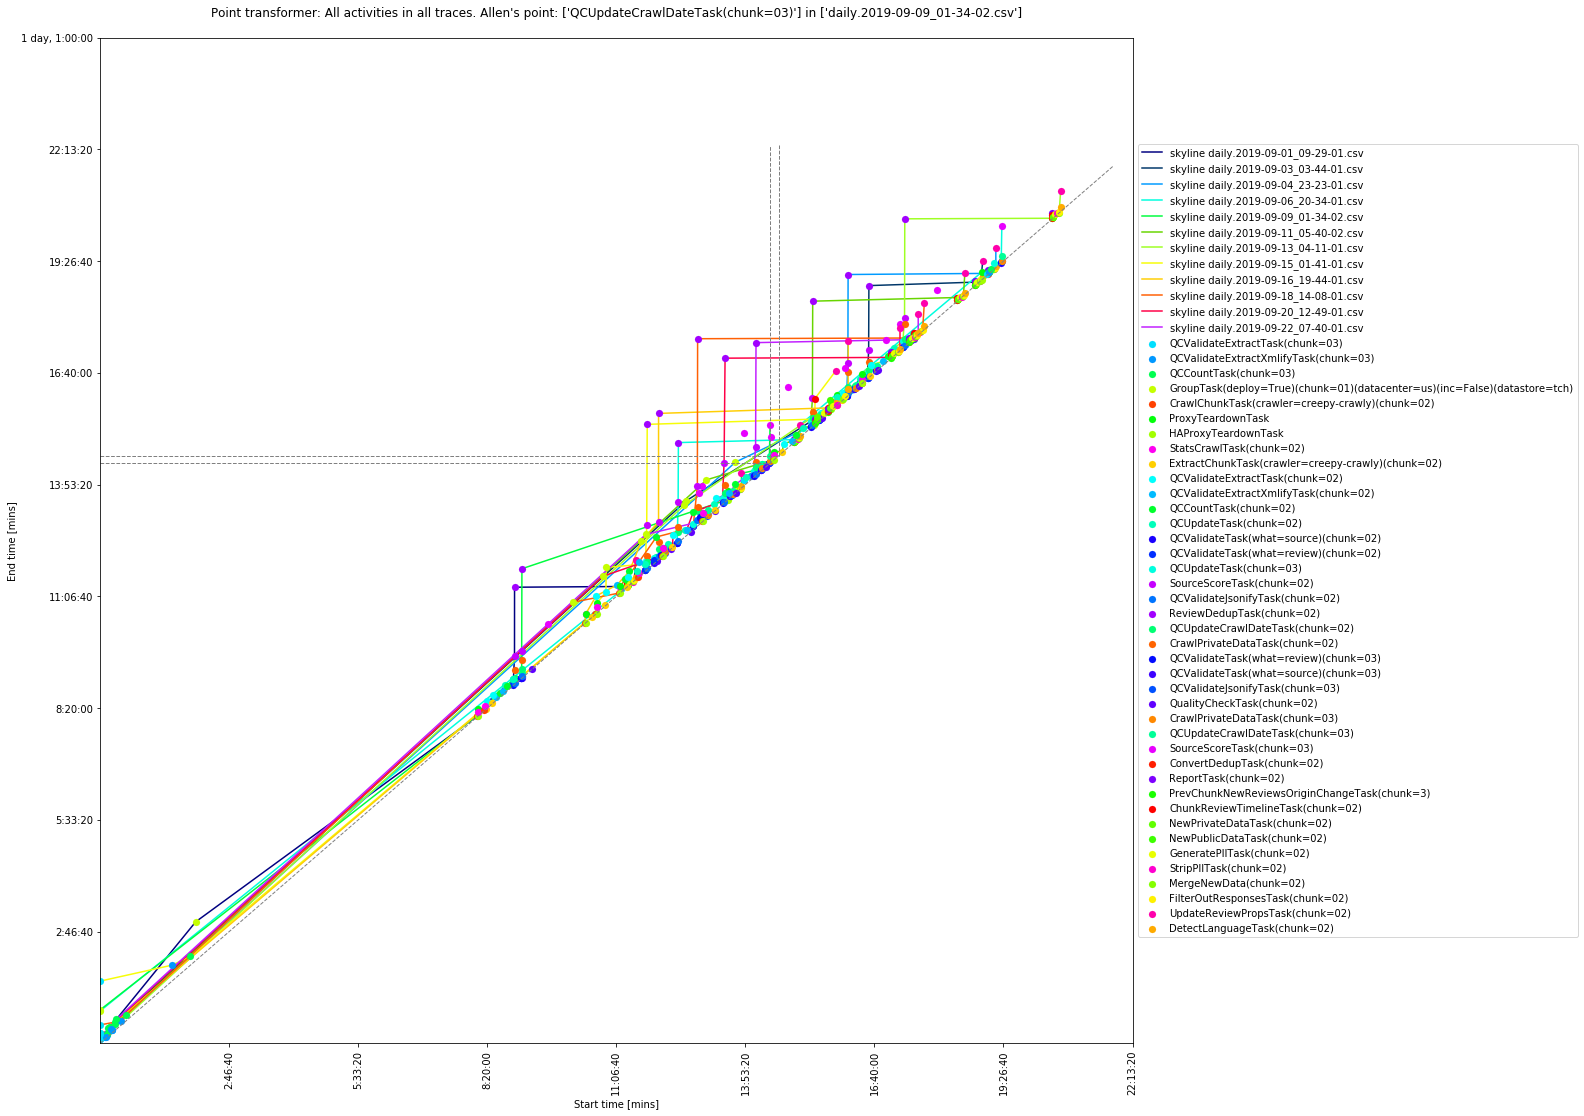 Point transformer: All activities in all traces. Allen's point: ['QCUpdateCrawlDateTask(chunk=03)'] in ['daily.2019-09-09_01-34-02.csv']
1 day, 1:00:00
22:13:20
19:26:40
16:40:00
13:53:20
11:06:40
8:20:00
5:33:20
2:46:40
End time [mins]
2:46:40
5:33:20
8:20:00
11:06:40
13:53:20
16:40:00
19:26:40
22:13:20
Start time [mins]
skyline daily.2019-09-01_09-29-01.csv
skyline daily.2019-09-03_03-44-01.csv
skyline daily.2019-09-04_23-23-01.csv
skyline daily.2019-09-06_20-34-01.csv
skyline daily.2019-09-09_01-34-02.csv
skyline daily.2019-09-11_05-40-02.csv
skyline daily.2019-09-13_04-11-01.csv
skyline daily.2019-09-15_01-41-01.csv
skyline daily.2019-09-16_19-44-01.csv
skyline daily.2019-09-18_14-08-01.csv
skyline daily.2019-09-20_12-49-01.csv
skyline daily.2019-09-22_07-40-01.csv
QCValidateExtractTask(chunk=03)
QCValidateExtractXmlifyTask(chunk=03)
QCCountTask(chunk=03)
GroupTask(deploy=True)(chunk=01)(datacenter=us)(inc=False)(datastore=tch)
CrawlChunkTask(crawler=creepy-crawly)(chunk=02)
ProxyTeardownTask
HAProxyTeardownTask
StatsCrawlTask(chunk=02)
ExtractChunkTask(crawler=creepy-crawly)(chunk=02)
QCValidateExtractTask(chunk=02)
QCValidateExtractXmlifyTask(chunk=02)
QCCountTask(chunk=02)
QCUpdateTask(chunk=02)
QCValidateTask(what=source)(chunk=02)
QCValidateTask(what=review)(chunk=02)
QCUpdateTask(chunk=03)
SourceScoreTask(chunk=02)
QCValidateJsonifyTask(chunk=02)
ReviewDedupTask(chunk=02)
QCUpdateCrawlDateTask(chunk=02)
CrawlPrivateDataTask(chunk=02)
QCValidateTask(what=review)(chunk=03)
QCValidateTask(what=source)(chunk=03)
QCValidateJsonifyTask(chunk=03)
QualityCheckTask(chunk=02)
CrawlPrivateDataTask(chunk=03)
QCUpdateCrawlDateTask(chunk=03)
SourceScoreTask(chunk=03)
ConvertDedupTask(chunk=02)
ReportTask(chunk=02)
PrevChunkNewReviewsOriginChangeTask(chunk=3)
ChunkReviewTimelineTask(chunk=02)
NewPrivateDataTask(chunk=02)
NewPublicDataTask(chunk=02)
GeneratePIITask(chunk=02)
StripPIITask(chunk=02)
MergeNewData(chunk=02)
FilterOutResponsesTask(chunk=02)
UpdateReviewPropsTask(chunk=02)
DetectLanguageTask(chunk=02)